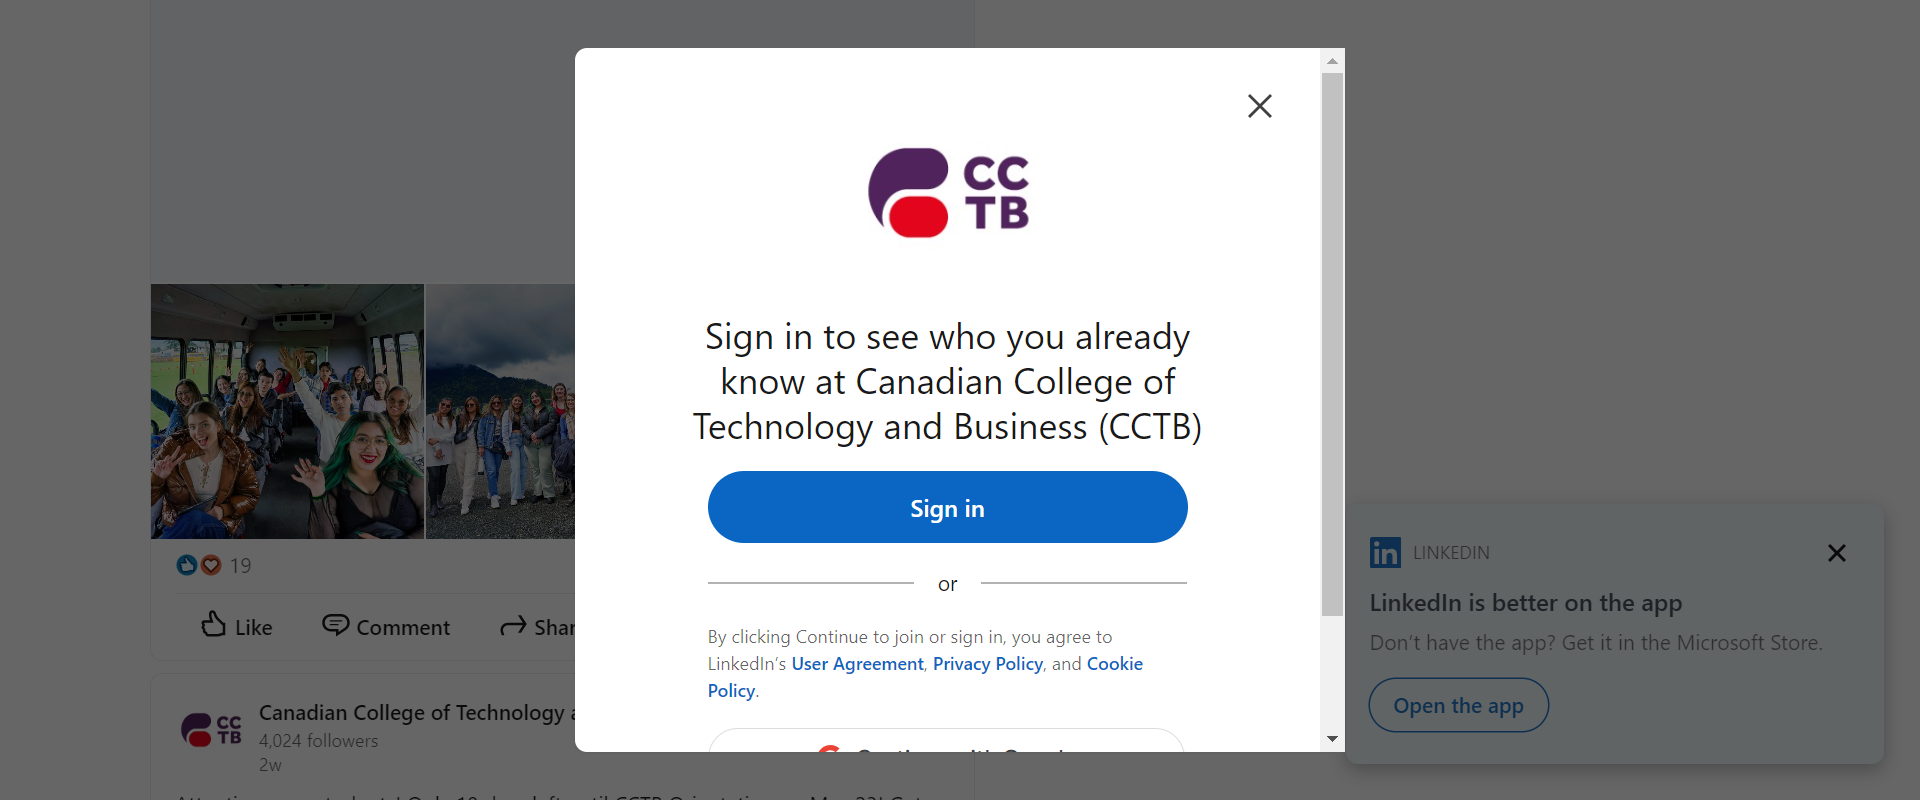 CC
TB
Sign in to see who you already
know at Canadian College of
Technology and Business (CCTB)
Sign in
or
By clicking Continue to join or sign in, you agree to
LinkedIn’s User Agreement, Privacy Policy, and Cookie
Policy.
19
Like
Comment
Shar
CC
TB
Canadian College of Technology a
4,024 followers
2w
in LINKEDIN
LinkedIn is better on the app
Don’t have the app? Get it in the Microsoft Store.
Open the app